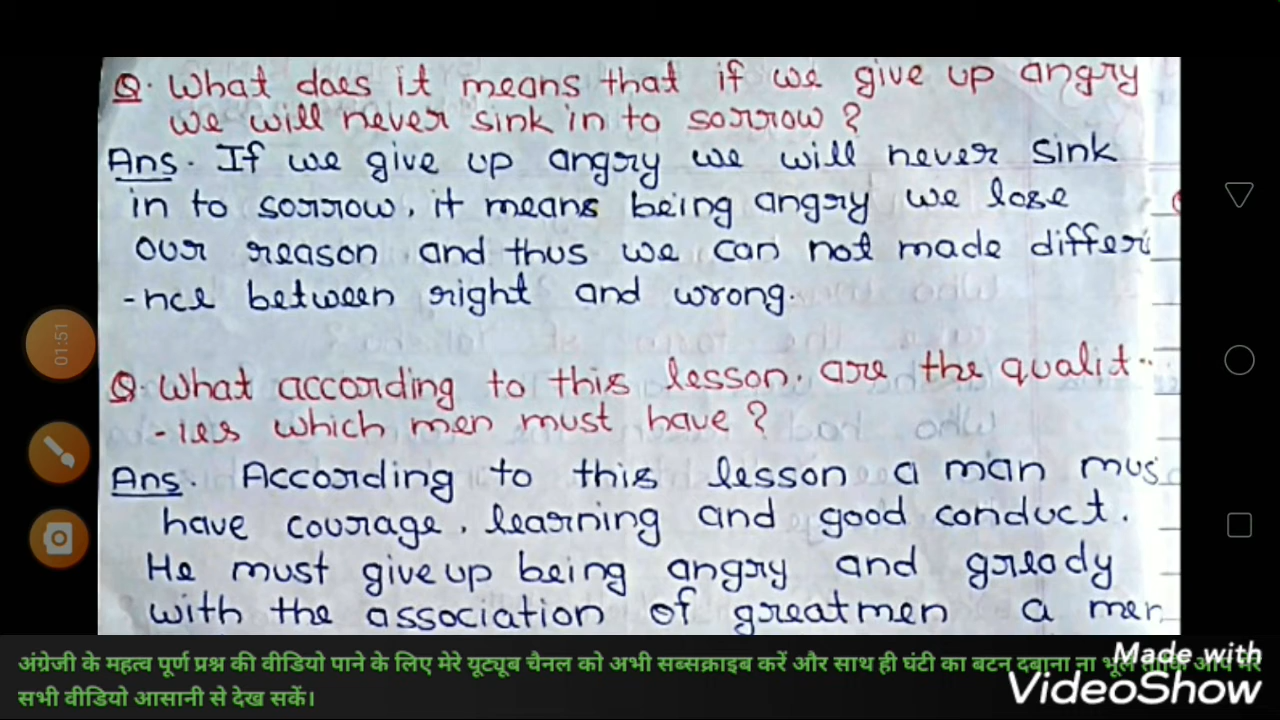 Q. What does it means that if we give up angry
we will never sink in to sorrow ?
Ans. If we give up angry we will never sink
in to sorrow, it means being angry we lose
our reason and thus we can not made differ
-nce between right and wrong.
Q. What according to this lesson. are the qualit
-ies which men must have ?
Ans. According to this lesson a man mus
have courage, learning and good conduct.
He must give up being angry and greody
with the association of greatmen a men
01:51
अंग्रेजी के महत्व पूर्ण प्रश्न की वीडियो पाने के लिए मेरे यूट्यूब चैनल को अभी सब्सक्राइब करें और साथ ही घंटी का बटन दबाना ना
सभी वीडियो आसानी से देख सकें।
Made with
VideoShow